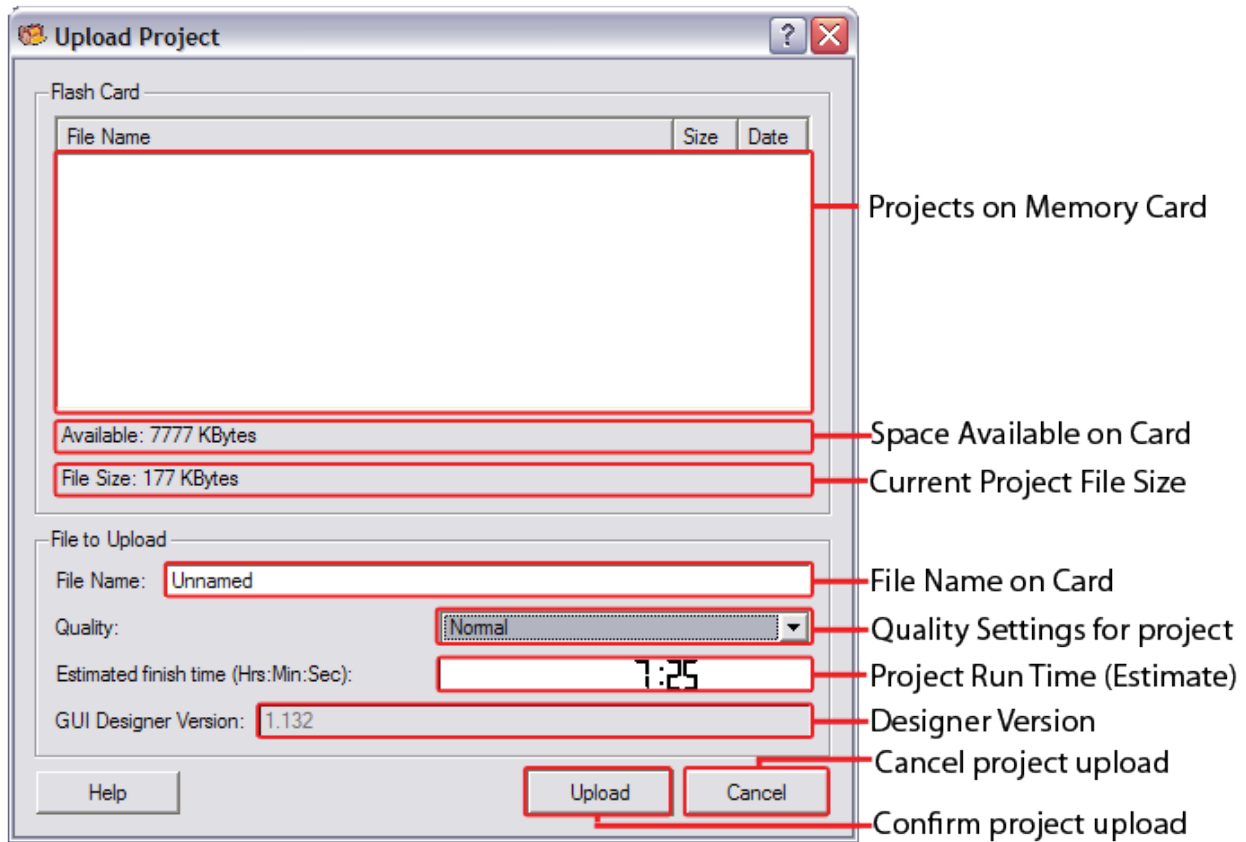 Upload Project
?
Flash Card
File Name Size Date
Projects on Memory Card
Available: 7777 KBytes Space Available on Card
File Size: 177 KBytes Current Project File Size
File to Upload
File Name: Unnamed File Name on Card
Quality: Normal Quality Settings for project
Estimated finish time (Hrs:Min:Sec): 7:25 Project Run Time (Estimate)
GUI Designer Version: 1.132 Designer Version
Cancel project upload
Help Upload Cancel
Confirm project upload